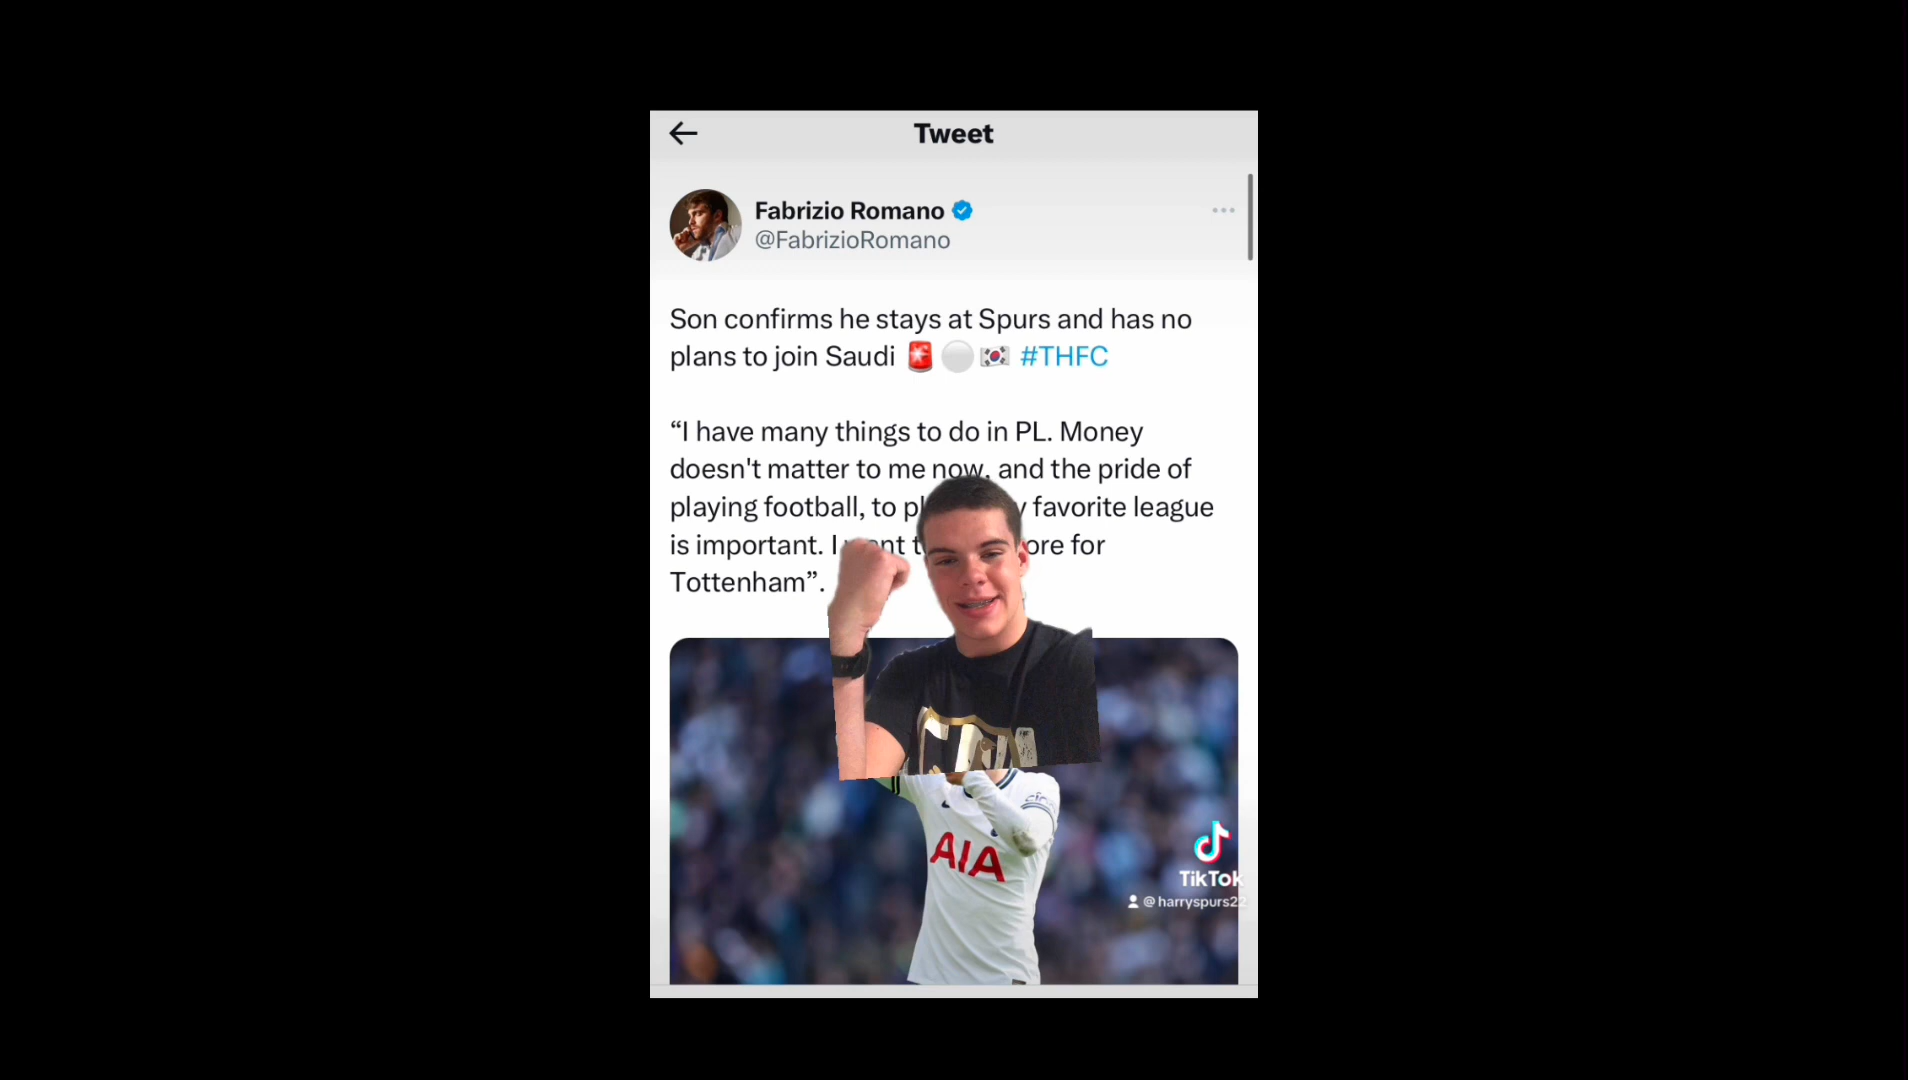 Tweet
Fabrizio Romano
@FabrizioRomano
Son confirms he stays at Spurs and has no
plans to join Saudi 🚨⚪🇰🇷 #THFC
“I have many things to do in PL. Money
doesn't matter to me now, and the pride of
playing football, to favorite league
is important. I for
Tottenham”.
AIA
TikTok
@harryspurs22